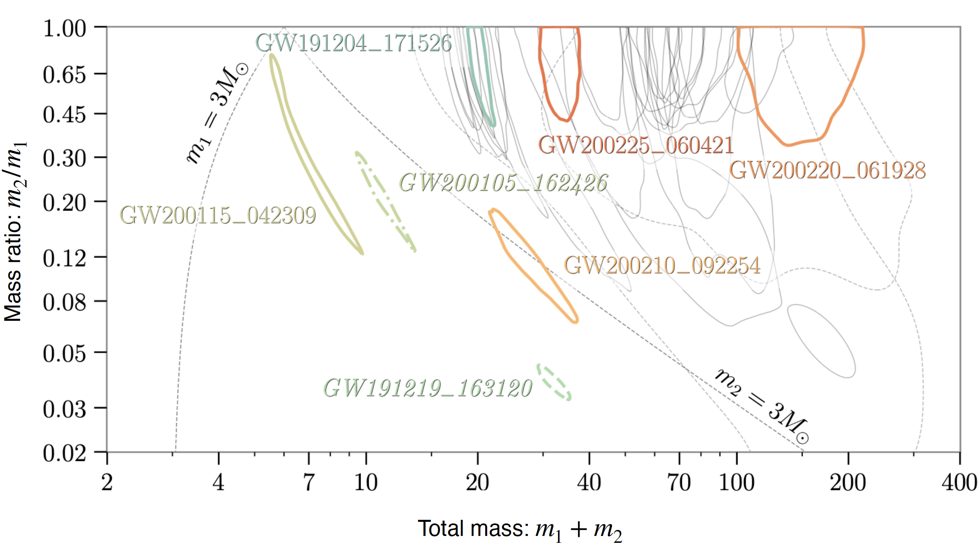 1.00
0.65
0.45
0.30
0.20
0.12
0.08
0.05
0.03
0.02
Mass ratio: m₂/m₁
GW191204_171526
m₁ = 3M☉
GW200225_060421
GW200220_061928
GW200105_162426
GW200115_042309
GW200210_092254
GW191219_163120
m₂ = 3M☉
2 4 7 10 20 40 70 100 200 400
Total mass: m₁ + m₂